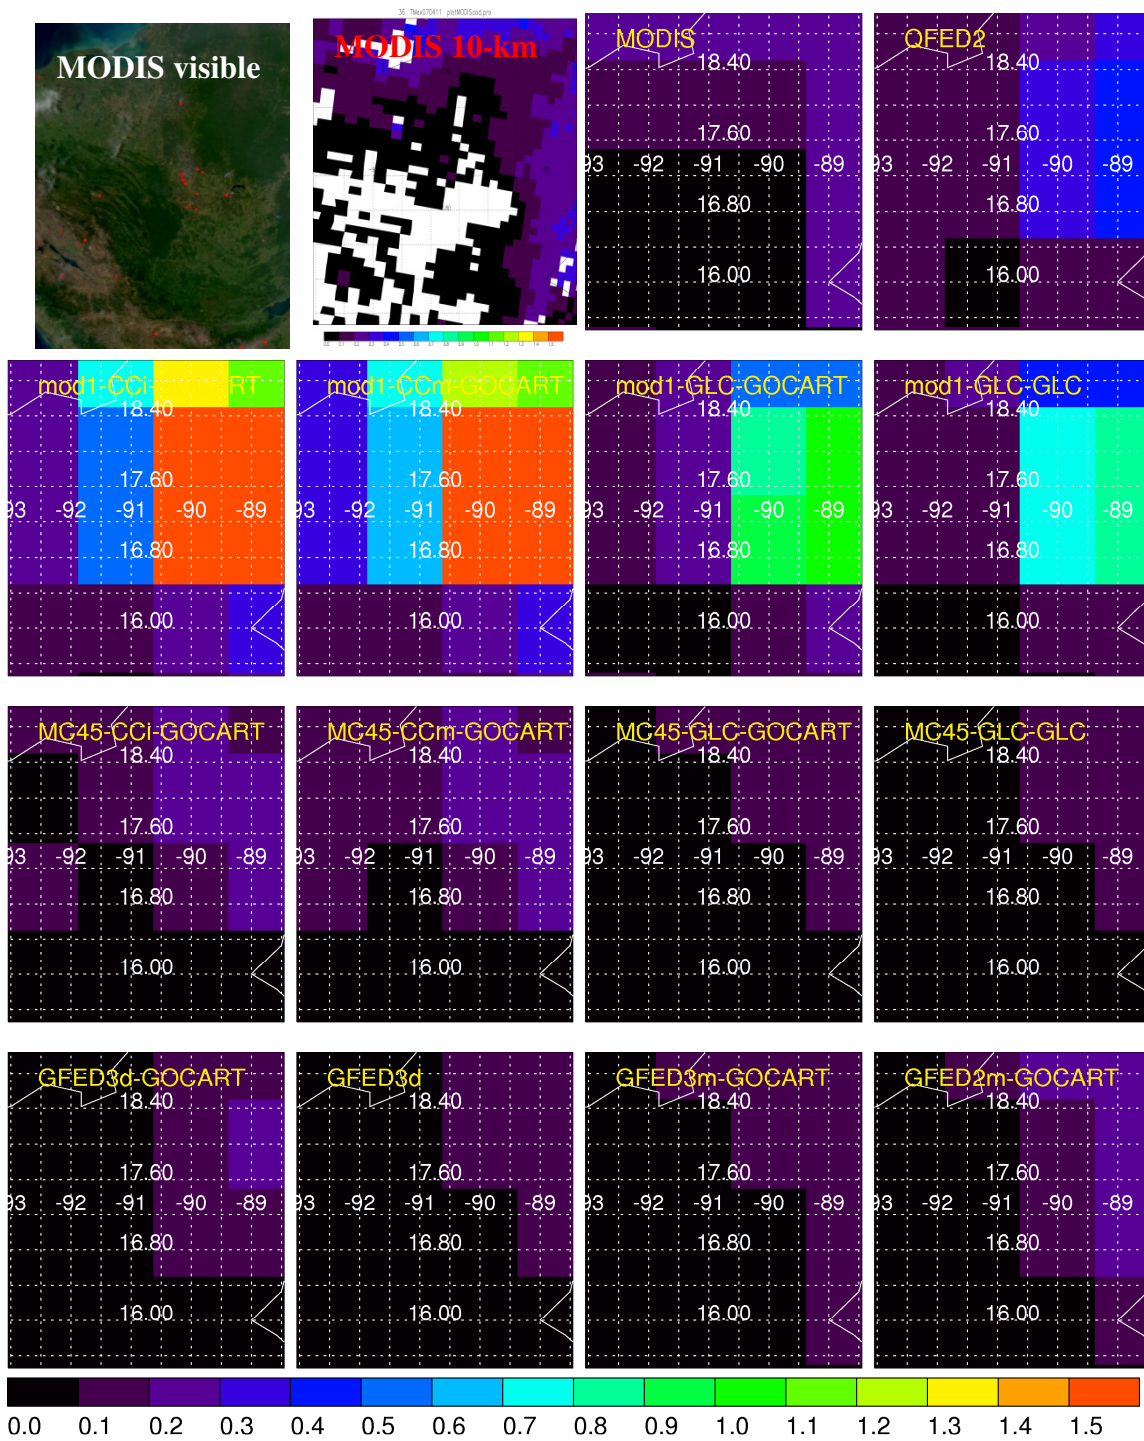 36 TMex070411 plotMODISaod.pro
MODIS visible
MODIS 10-km
MODIS
18.40
17.60
93 -92 -91 -90 -89
16.80
16.00
QFED2
18.40
17.60
93 -92 -91 -90 -89
16.80
16.00
mod1-CCi- RT
18.40
17.60
93 -92 -91 -90 -89
16.80
16.00
mod1-CCm-GOCART
18.40
17.60
93 -92 -91 -90 -89
16.80
16.00
mod1-GLC-GOCART
18.40
17.60
93 -92 -91 -90 -89
16.80
16.00
mod1-GLC-GLC
18.40
17.60
93 -92 -91 -90 -89
16.80
16.00
MC45-CCi-GOCART
18.40
17.60
93 -92 -91 -90 -89
16.80
16.00
MC45-CCm-GOCART
18.40
17.60
93 -92 -91 -90 -89
16.80
16.00
MC45-GLC-GOCART
18.40
17.60
93 -92 -91 -90 -89
16.80
16.00
MC45-GLC-GLC
18.40
17.60
93 -92 -91 -90 -89
16.80
16.00
GFED3d-GOCART
18.40
17.60
93 -92 -91 -90 -89
16.80
16.00
GFED3d
18.40
17.60
93 -92 -91 -90 -89
16.80
16.00
GFED3m-GOCART
18.40
17.60
93 -92 -91 -90 -89
16.80
16.00
GFED2m-GOCART
18.40
17.60
93 -92 -91 -90 -89
16.80
16.00
0.0 0.1 0.2 0.3 0.4 0.5 0.6 0.7 0.8 0.9 1.0 1.1 1.2 1.3 1.4 1.5